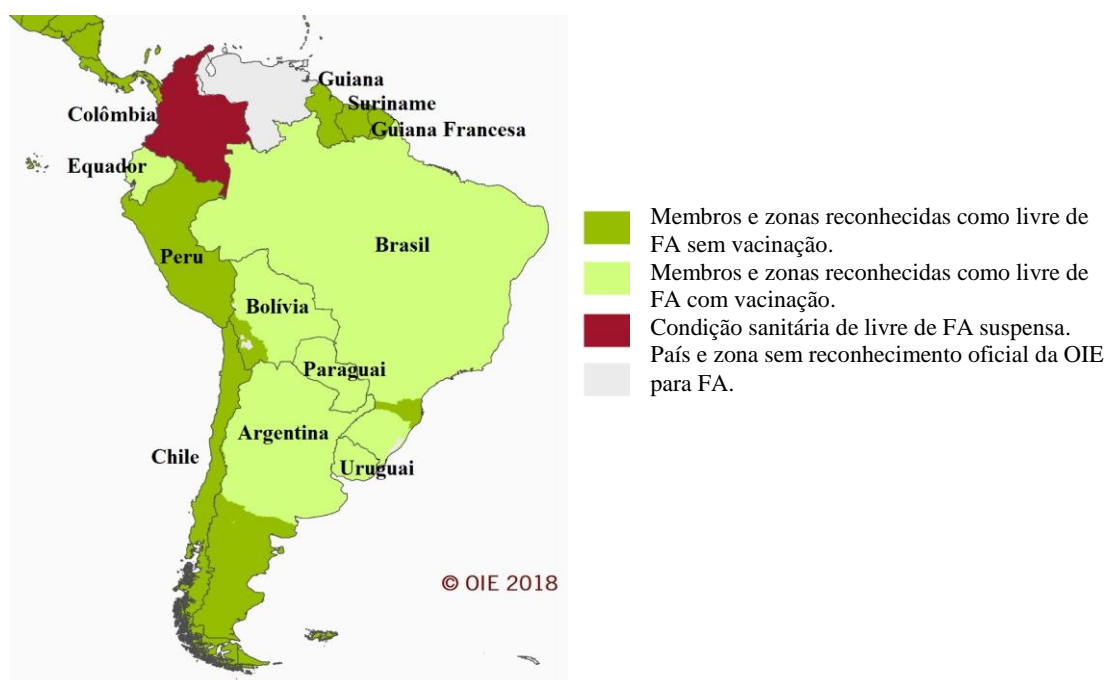 Guiana
Suriname
Guiana Francesa
Colômbia
Equador
Brasil
Peru
Bolívia
Paraguai
Argentina
Chile
Uruguai
© OIE 2018
Membros e zonas reconhecidas como livre de
FA sem vacinação.
Membros e zonas reconhecidas como livre de
FA com vacinação.
Condição sanitária de livre de FA suspensa.
País e zona sem reconhecimento oficial da OIE
para FA.